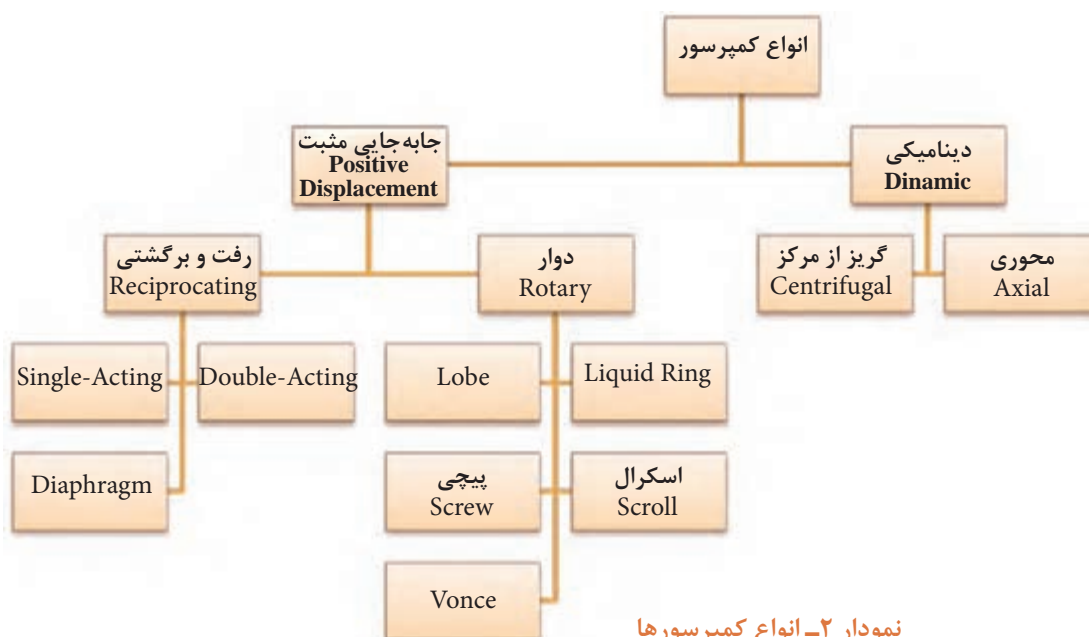 انواع کمپرسور
جابه‌جایی مثبت
Positive
Displacement
دینامیکی
Dinamic
رفت و برگشتی
Reciprocating
دوار
Rotary
گریز از مرکز
Centrifugal
محوری
Axial
Single-Acting
Double-Acting
Lobe
Liquid Ring
Diaphragm
پیچی
Screw
اسکرال
Scroll
Vonce
نمودار ۲ـ انواع کمپرسورها